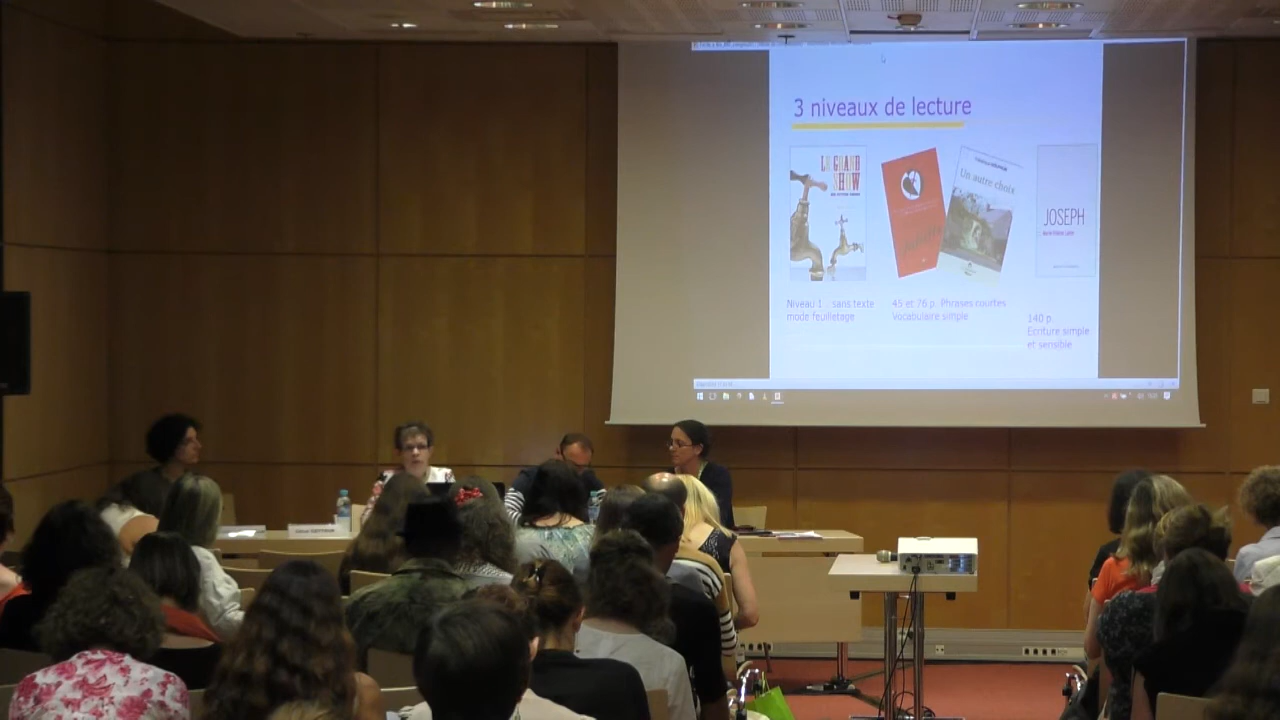 3 niveaux de lecture
LE GRAND
SHOW
Un autre choix
JOSEPH
Niveau 1 : sans texte
mode feuilletage
45 et 76 p. Phrases courtes
Vocabulaire simple
140 p.
Ecriture simple
et sensible